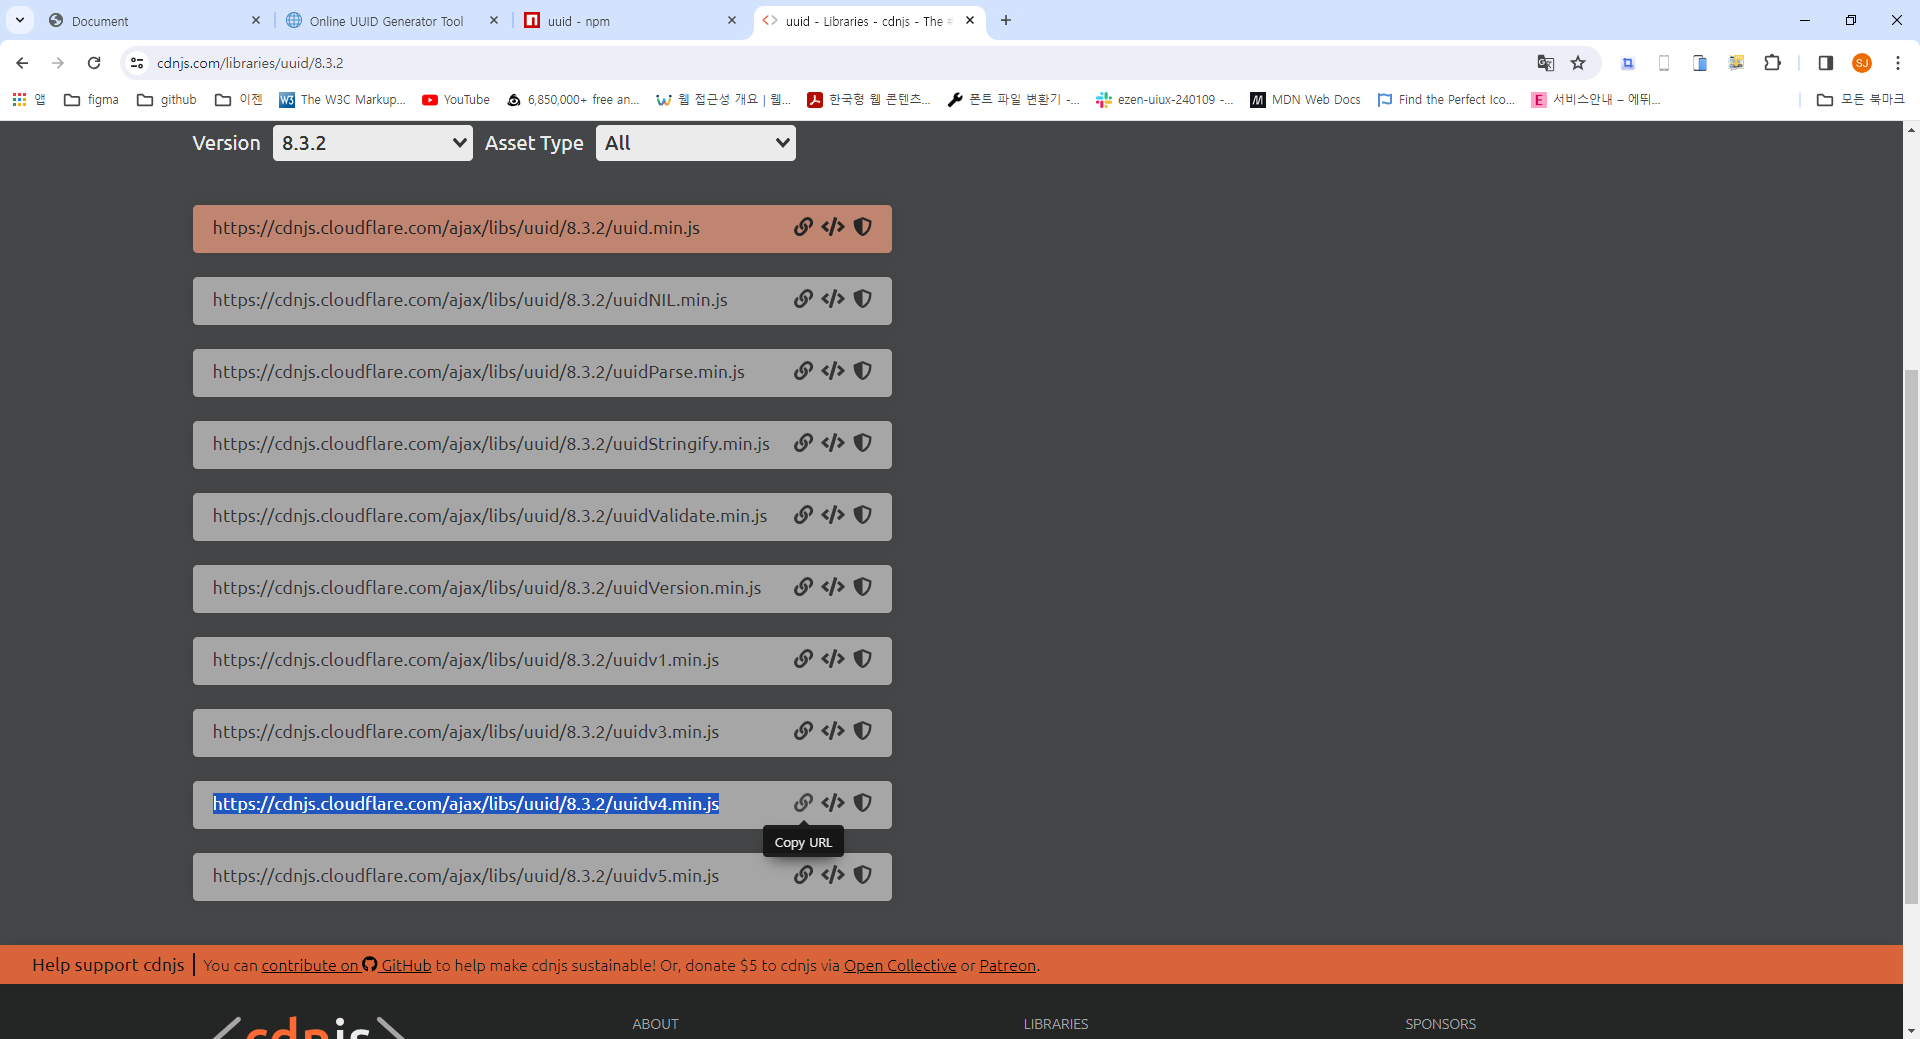 Document
Online UUID Generator Tool
uuid - npm
uuid - Libraries - cdnjs - The
cdnjs.com/libraries/uuid/8.3.2
SJ
앱
figma
github
이젠
W3 The W3C Markup...
YouTube
6,850,000+ free an...
웹 접근성 개요 | 웹...
한국형 웹 콘텐츠...
폰트 파일 변환기 -...
ezen-uiux-240109 -...
M MDN Web Docs
Find the Perfect Ico...
E 서비스안내 – 에뛰...
모든 북마크
Version 8.3.2 Asset Type All
https://cdnjs.cloudflare.com/ajax/libs/uuid/8.3.2/uuid.min.js
https://cdnjs.cloudflare.com/ajax/libs/uuid/8.3.2/uuidNIL.min.js
https://cdnjs.cloudflare.com/ajax/libs/uuid/8.3.2/uuidParse.min.js
https://cdnjs.cloudflare.com/ajax/libs/uuid/8.3.2/uuidStringify.min.js
https://cdnjs.cloudflare.com/ajax/libs/uuid/8.3.2/uuidValidate.min.js
https://cdnjs.cloudflare.com/ajax/libs/uuid/8.3.2/uuidVersion.min.js
https://cdnjs.cloudflare.com/ajax/libs/uuid/8.3.2/uuidv1.min.js
https://cdnjs.cloudflare.com/ajax/libs/uuid/8.3.2/uuidv3.min.js
https://cdnjs.cloudflare.com/ajax/libs/uuid/8.3.2/uuidv4.min.js
Copy URL
https://cdnjs.cloudflare.com/ajax/libs/uuid/8.3.2/uuidv5.min.js
Help support cdnjs | You can contribute on GitHub to help make cdnjs sustainable! Or, donate $5 to cdnjs via Open Collective or Patreon.
cdnjs
ABOUT
LIBRARIES
SPONSORS